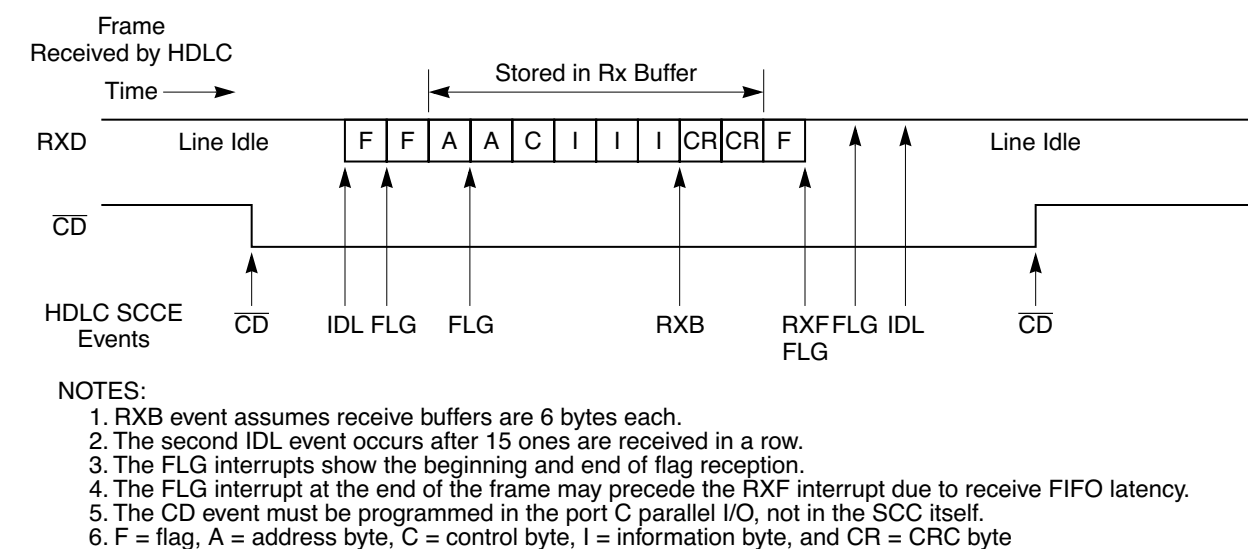 Frame
Received by HDLC
Time
Stored in Rx Buffer
RXD
Line Idle
F F A A C I I I CR CR F
Line Idle
CD
HDLC SCCE
Events
CD IDL FLG FLG RXB RXF FLG IDL CD
FLG
NOTES:
1. RXB event assumes receive buffers are 6 bytes each.
2. The second IDL event occurs after 15 ones are received in a row.
3. The FLG interrupts show the beginning and end of flag reception.
4. The FLG interrupt at the end of the frame may precede the RXF interrupt due to receive FIFO latency.
5. The CD event must be programmed in the port C parallel I/O, not in the SCC itself.
6. F = flag, A = address byte, C = control byte, I = information byte, and CR = CRC byte